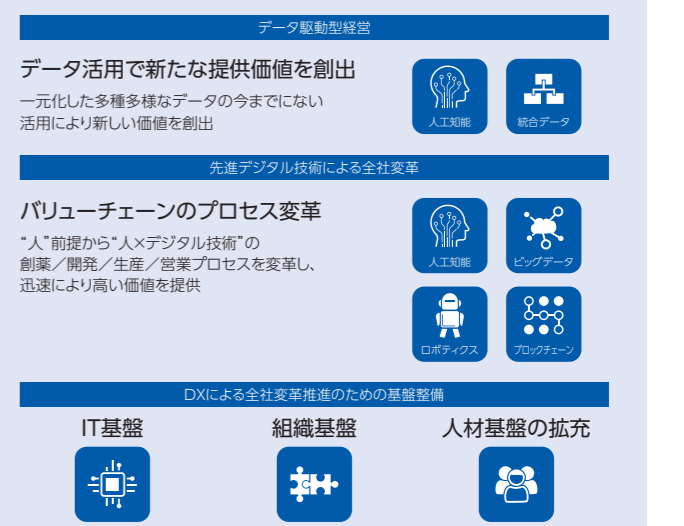 データ駆動型経営
データ活用で新たな提供価値を創出
一元化した多種多様なデータの今までにない
活用により新しい価値を創出
人工知能
統合データ
先進デジタル技術による全社変革
バリューチェーンのプロセス変革
“人”前提から“人×デジタル技術”の
創薬／開発／生産／営業プロセスを変革し、
迅速により高い価値を提供
人工知能
ビッグデータ
ロボティクス
ブロックチェーン
DXによる全社変革推進のための基盤整備
IT基盤
組織基盤
人材基盤の拡充